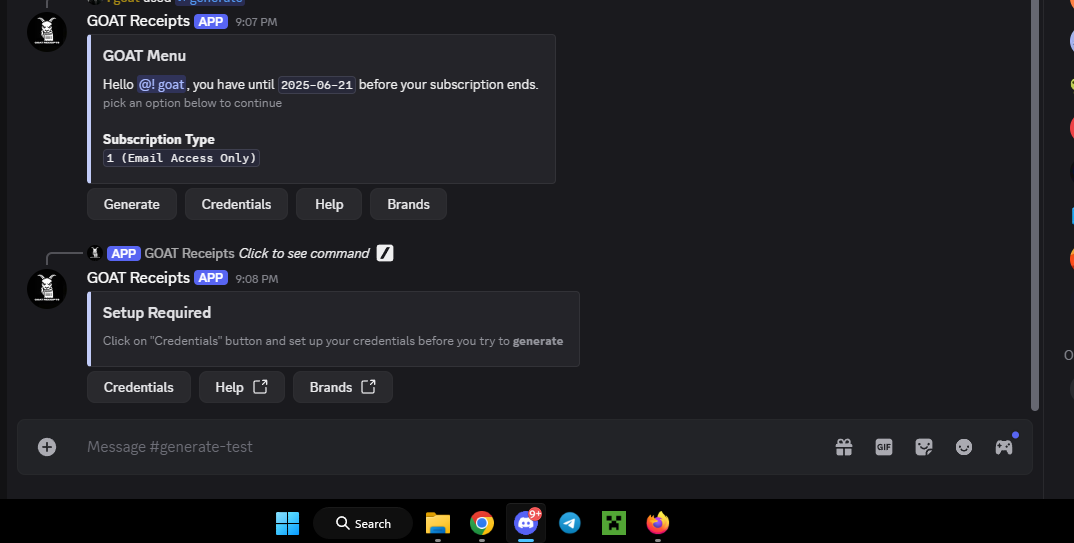 goat used /generate
GOAT Receipts APP 9:07 PM
GOAT Menu
Hello @! goat, you have until 2025-06-21 before your subscription ends.
pick an option below to continue
Subscription Type
1 (Email Access Only)
Generate Credentials Help Brands
APP GOAT Receipts Click to see command
GOAT Receipts APP 9:08 PM
Setup Required
Click on "Credentials" button and set up your credentials before you try to generate
Credentials Help Brands
Message #generate-test
GIF
Search
9+